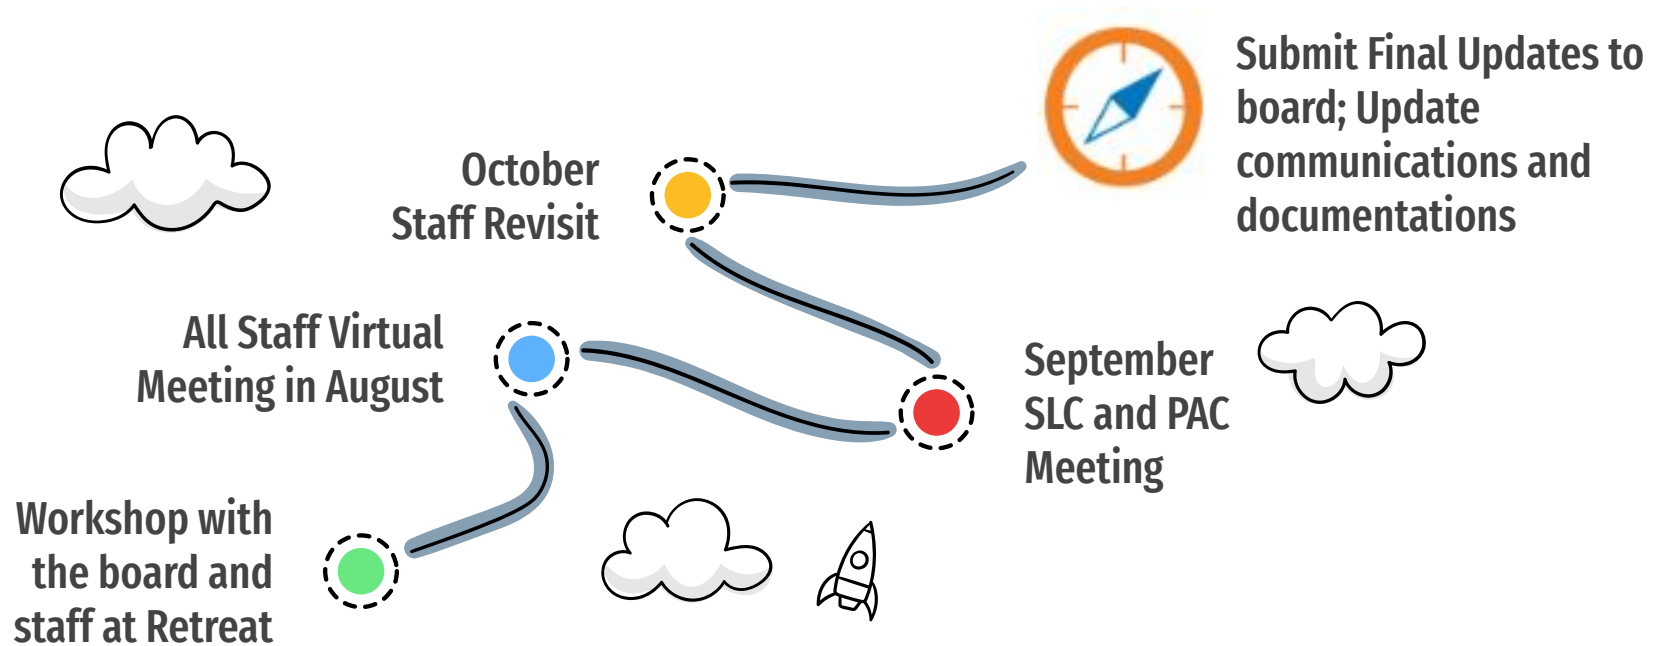 Submit Final Updates to
board; Update
communications and
documentations
October
Staff Revisit
All Staff Virtual
Meeting in August
September
SLC and PAC
Meeting
Workshop with
the board and
staff at Retreat